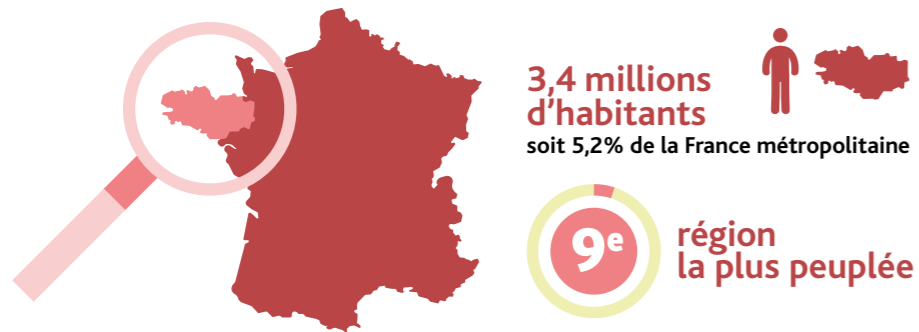 3,4 millions
d'habitants
soit 5,2% de la France métropolitaine
9e
région
la plus peuplée